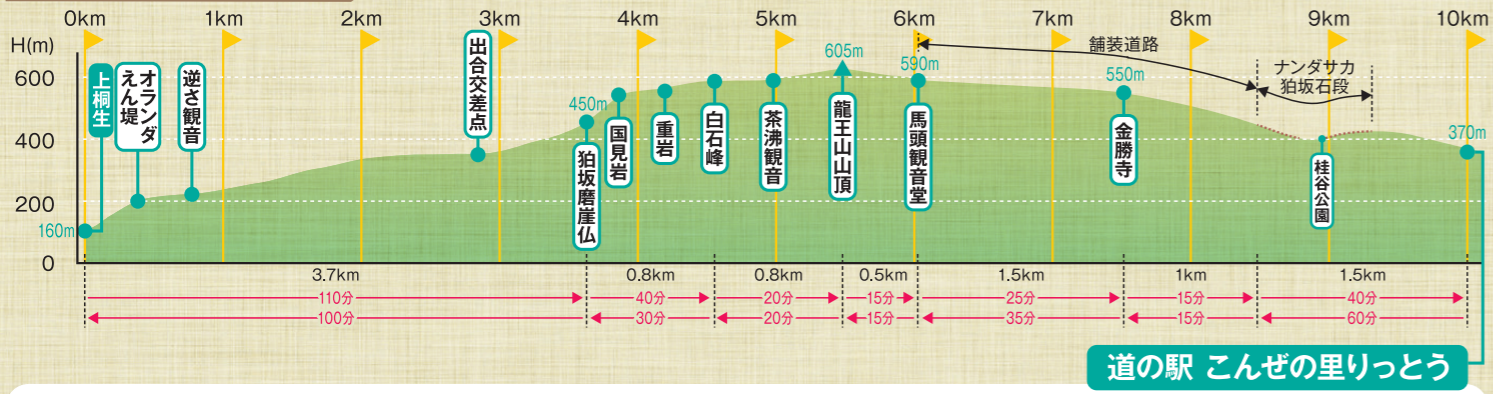 0km 1km 2km 3km 4km 5km 6km 7km 8km 9km 10km
H(m)
600
400
200
0
160m
上桐生
オランダ
えん堤
逆さ観音
出合交差点
450m
狛坂磨崖仏
国見岩
重岩
白石峰
茶沸観音
605m
龍王山山頂
590m
馬頭観音堂
舗装道路
550m
金勝寺
ナンダサカ
狛坂石段
桂谷公園
370m
3.7km 0.8km 0.8km 0.5km 1.5km 1km 1.5km
110分 40分 20分 15分 25分 15分 40分
100分 30分 20分 15分 35分 15分 60分
道の駅 こんぜの里りっとう